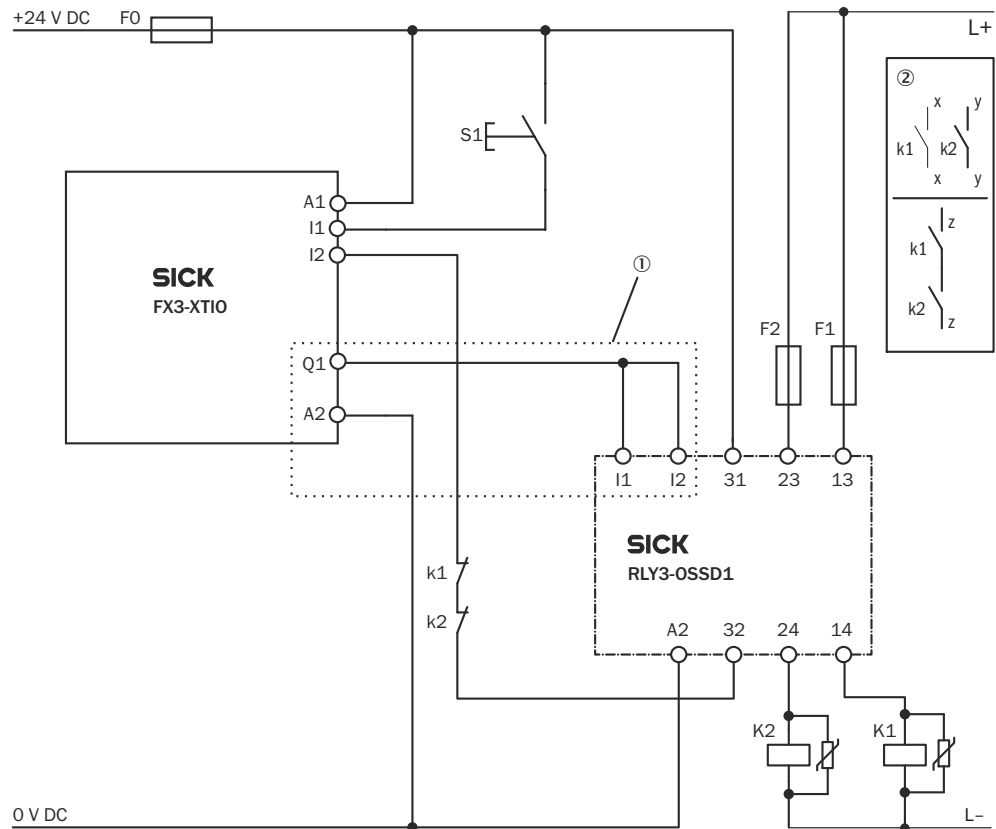 +24 V DC
F0
L+
②
x
y
k1
k2
x
y
z
k1
k2
z
S1
A1
I1
I2
SICK
FX3-XTIO
①
Q1
A2
F2
F1
I1
I2
31
23
13
SICK
RLY3-OSSD1
k1
k2
A2
32
24
14
K2
K1
0 V DC
L–